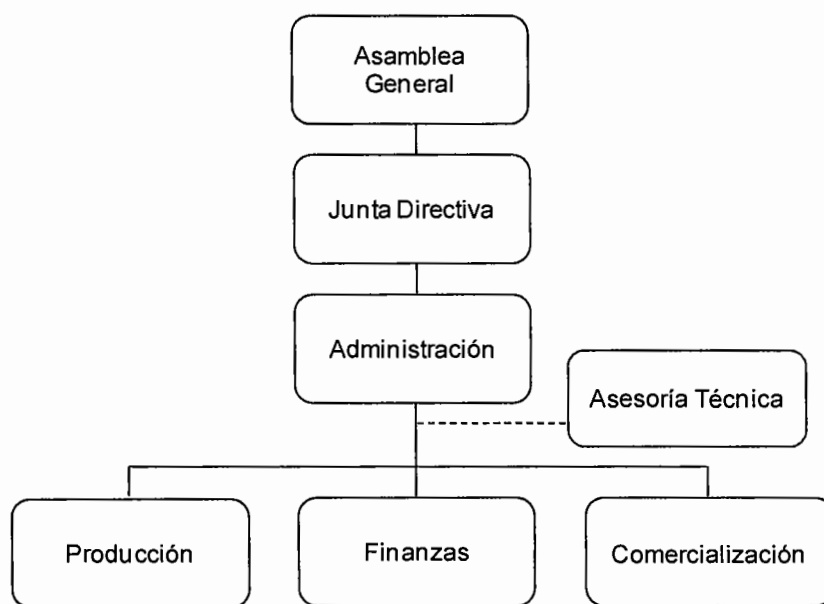 Asamblea
General
Junta Directiva
Administración
Asesoría Técnica
Producción
Finanzas
Comercialización